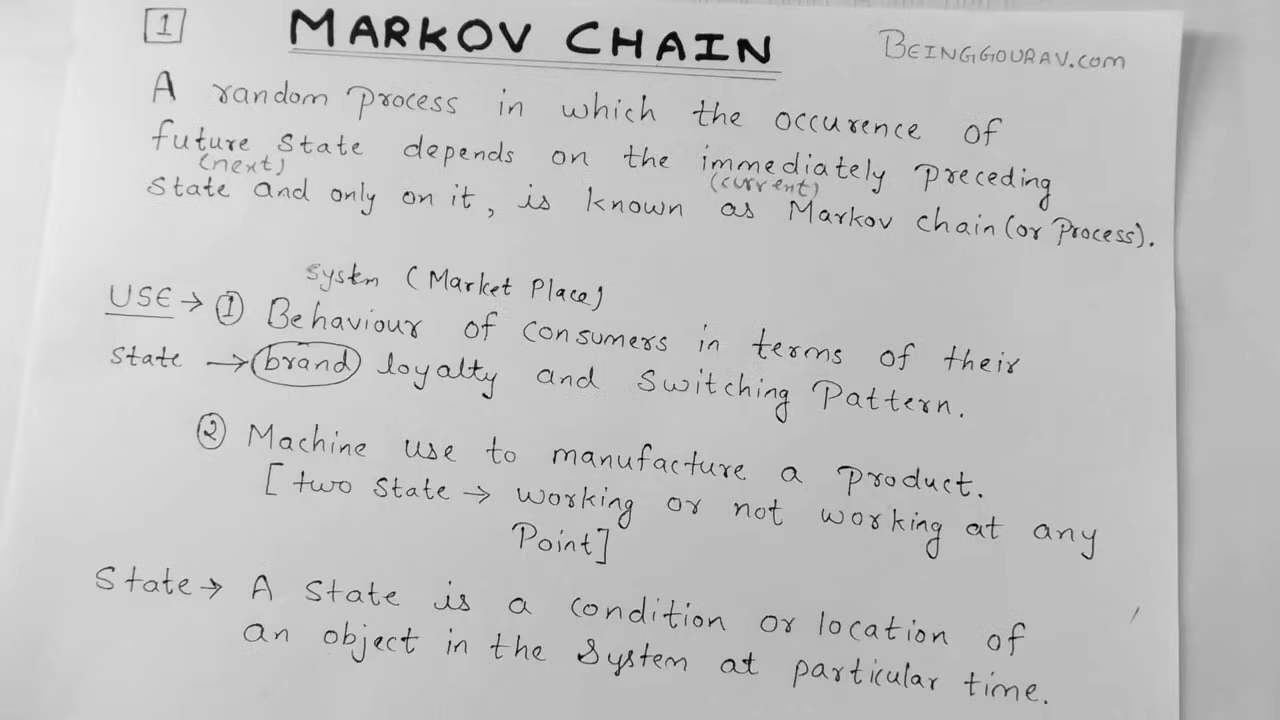 1 MARKOV CHAIN BEINGGOURAV.com
A random process in which the occurence of
future state depends on the immediately preceding
(next) (current)
state and only on it, is known as Markov chain (or Process).
system (Market Place)
USE → ① Behaviour of consumers in terms of their
state → brand loyalty and switching Pattern.
② Machine use to manufacture a product.
[two state → working or not working at any
Point]
State → A state is a condition or location of
an object in the system at particular time.